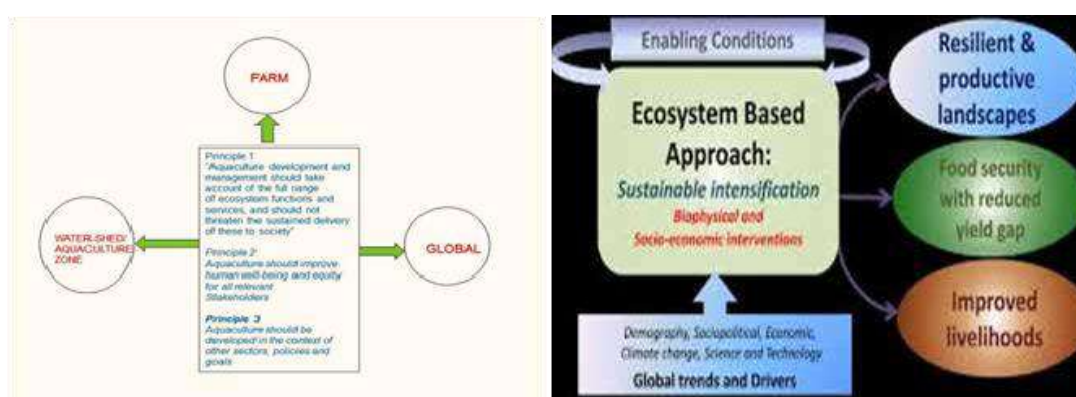 FARM
Principle 1
"Aquaculture development and
management should take
account of the full range
off ecosystem functions and
services, and should not
threaten the sustained delivery
off these to society"
Principle 2
Aquaculture should improve
human well-being and equity
for all relevant
Stakeholders
Principle 3
Aquaculture should be
developed in the context of
other sectors, policies and
goals
WATER-SHED/
AQUACULTURE
ZONE
GLOBAL
Enabling Conditions
Ecosystem Based
Approach:
Sustainable intensification
Biophysical and
Socio-economic interventions
Demography, Sociopolitical, Economic,
Climate change, Science and Technology
Global trends and Drivers
Resilient &
productive
landscapes
Food security
with reduced
yield gap
Improved
livelihoods